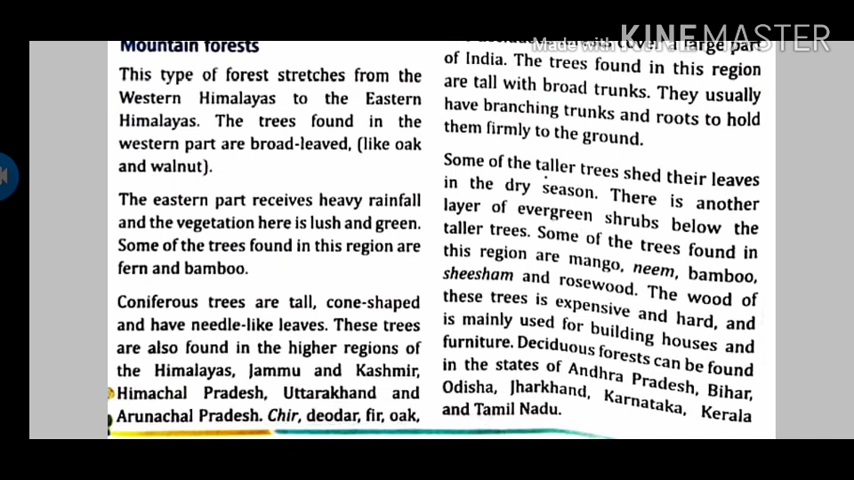 Mountain forests
This type of forest stretches from the
Western Himalayas to the Eastern
Himalayas. The trees found in the
western part are broad-leaved, (like oak
and walnut).
The eastern part receives heavy rainfall
and the vegetation here is lush and green.
Some of the trees found in this region are
fern and bamboo.
Coniferous trees are tall, cone-shaped
and have needle-like leaves. These trees
are also found in the higher regions of
the Himalayas, Jammu and Kashmir,
Himachal Pradesh, Uttarakhand and
Arunachal Pradesh. Chir, deodar, fir, oak,
cover a large part
of India. The trees found in this region
are tall with broad trunks. They usually
have branching trunks and roots to hold
them firmly to the ground.
Some of the taller trees shed their leaves
in the dry season. There is another
layer of evergreen shrubs below the
taller trees. Some of the trees found in
this region are mango, neem, bamboo,
sheesham and rosewood. The wood of
these trees is expensive and hard, and
is mainly used for building houses and
furniture. Deciduous forests can be found
in the states of Andhra Pradesh, Bihar,
Odisha, Jharkhand, Karnataka, Kerala
and Tamil Nadu.
Made with
KINEMASTER